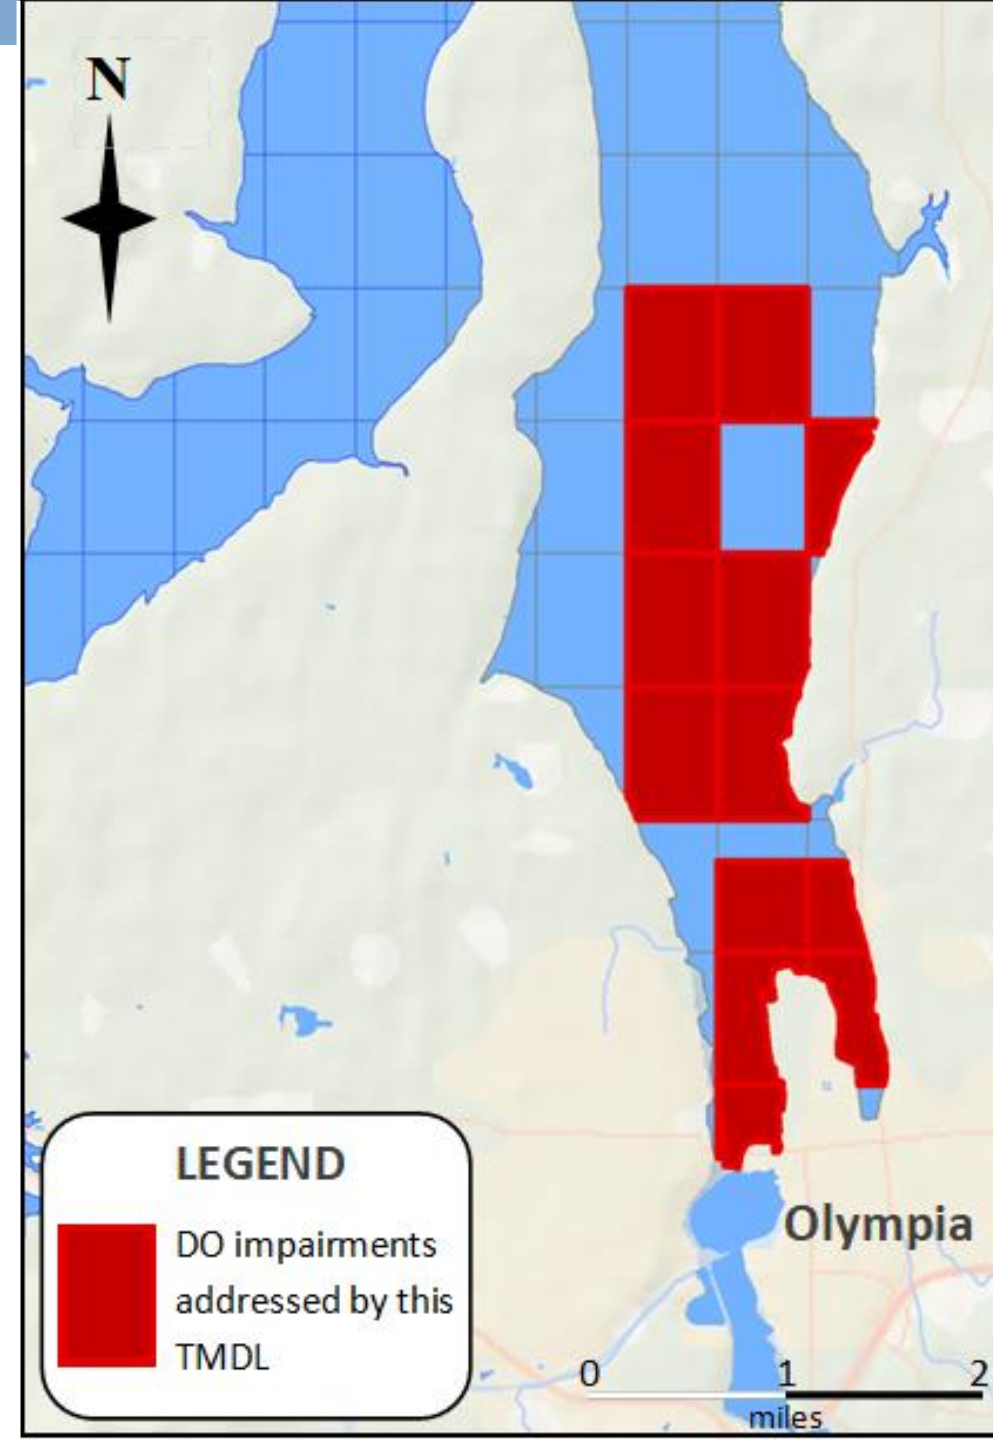 N
LEGEND
DO impairments
addressed by this
TMDL
Olympia
0 1 2
miles